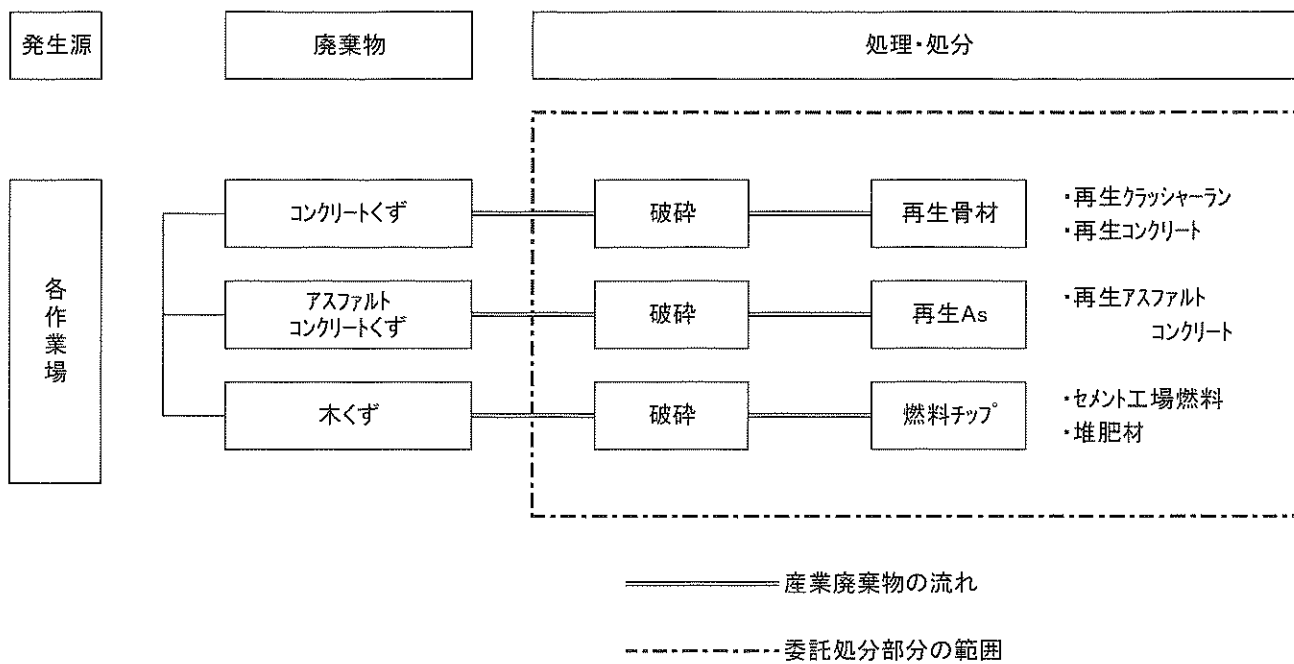 発生源
廃棄物
処理・処分
各作業場
コンクリートくず
破砕
再生骨材
・再生クラッシャーラン
・再生コンクリート
アスファルト
コンクリートくず
破砕
再生As
・再生アスファルト
コンクリート
木くず
破砕
燃料チップ
・セメント工場燃料
・堆肥材
産業廃棄物の流れ
委託処分部分の範囲